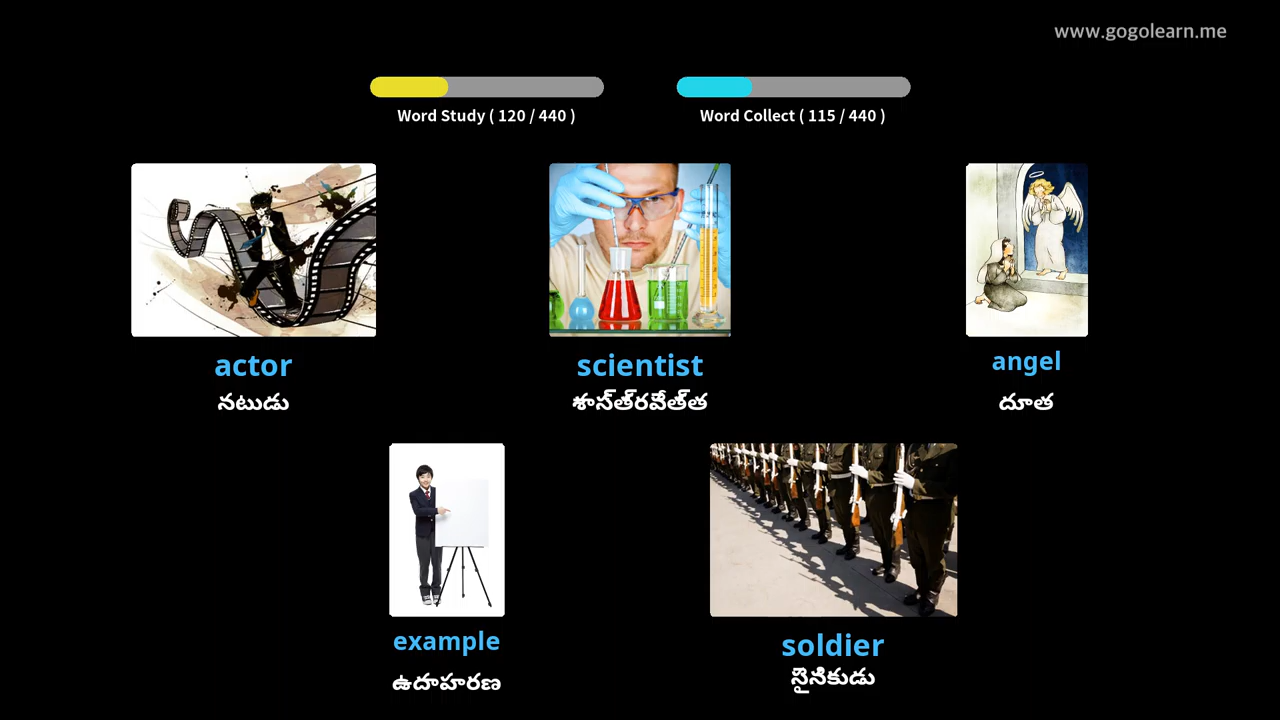 www.gogolearn.me
Word Study ( 120 / 440 )
Word Collect ( 115 / 440 )
actor
నటుడు
scientist
శాస్త్రవేత్త
angel
దూత
example
ఉదాహరణ
soldier
సైనికుడు